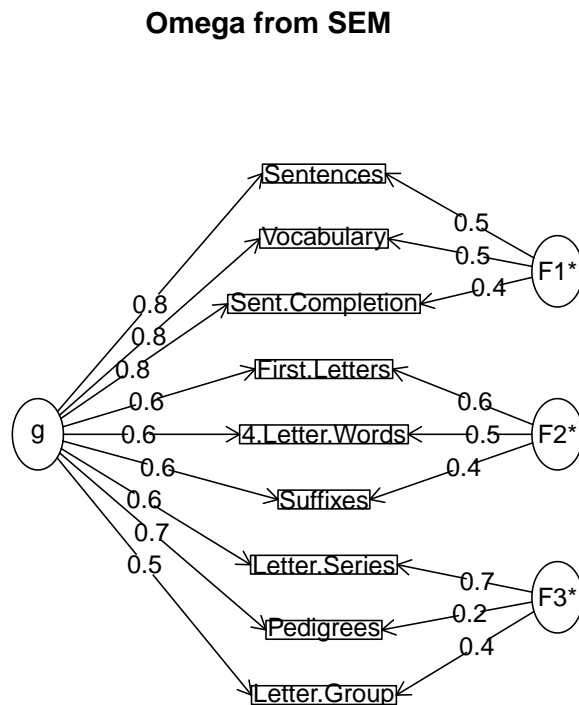 Omega from SEM
Sentences
0.5
Vocabulary
0.5
F1*
0.4
Sent.Completion
0.8
0.8
0.8
First.Letters
0.6
0.6
g
0.6
4.Letter.Words
0.5
F2*
0.6
0.4
Suffixes
0.6
0.7
0.5
Letter.Series
0.7
F3*
0.2
Pedigrees
0.4
Letter.Group